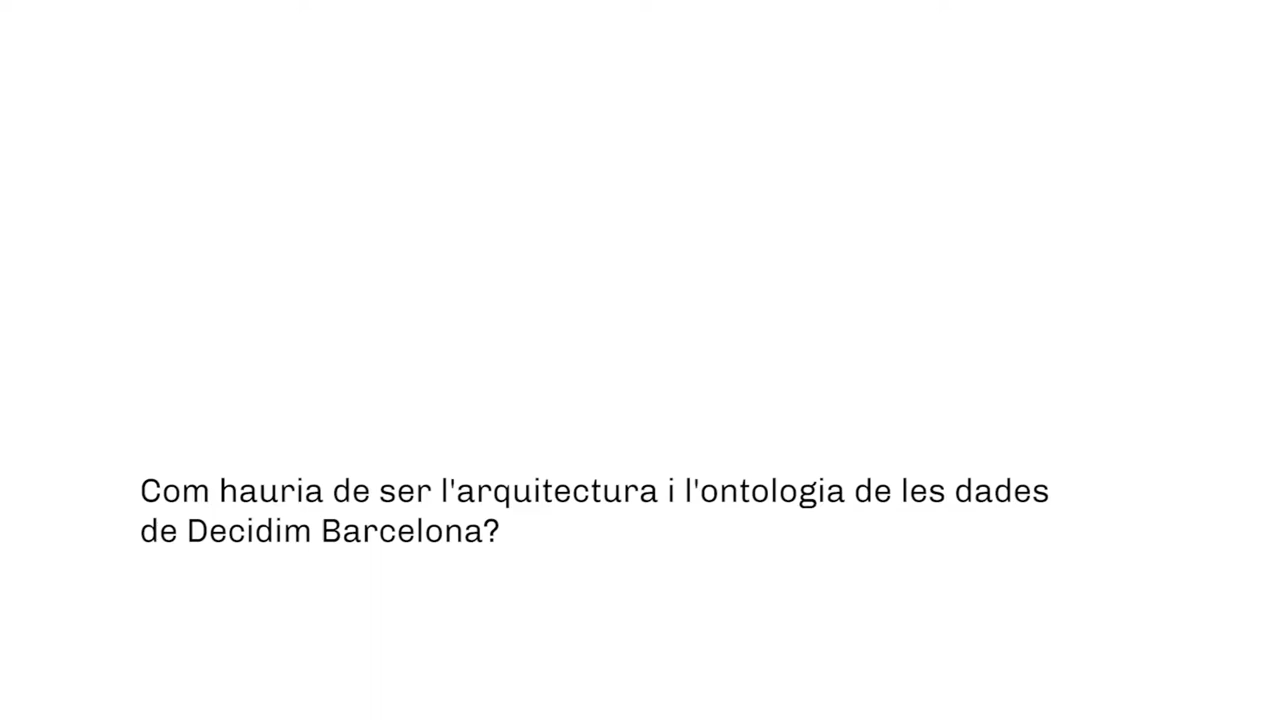 Com hauria de ser l'arquitectura i l'ontologia de les dades
de Decidim Barcelona?